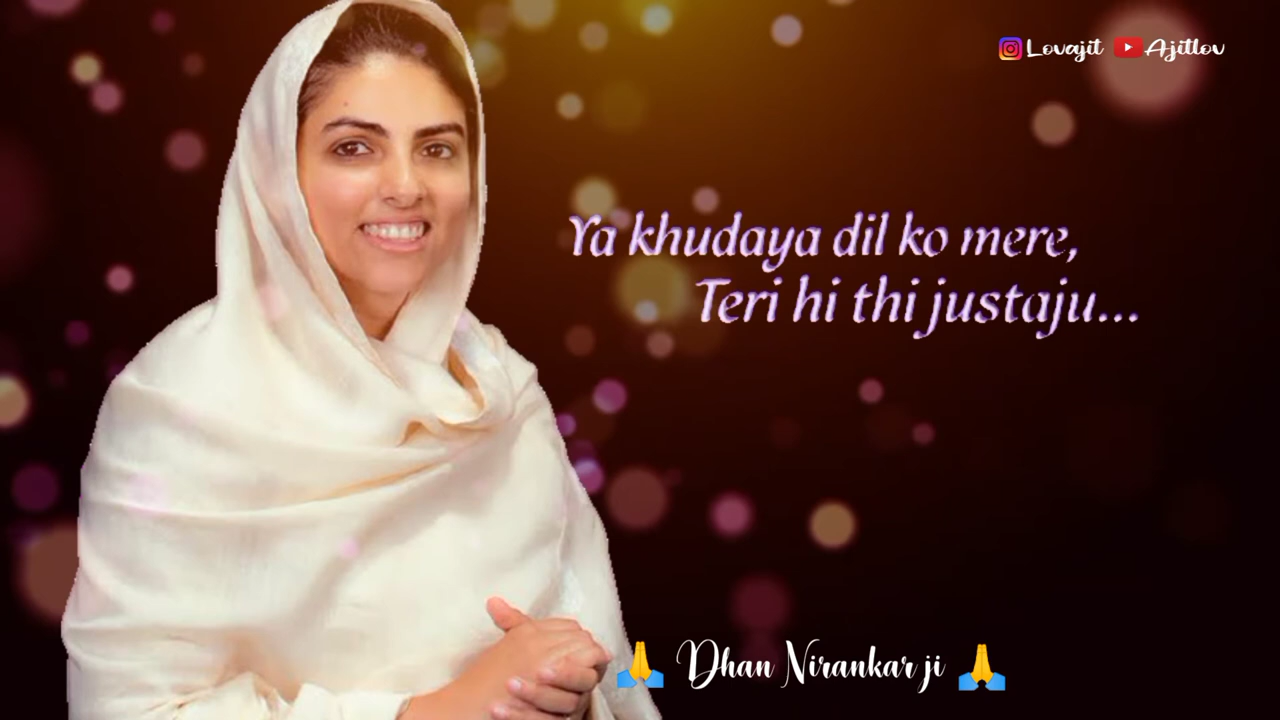 Lovajit Ajitlov
Ya khudaya dil ko mere,
Teri hi thi justaju...
🙏 Dhan Nirankar ji 🙏